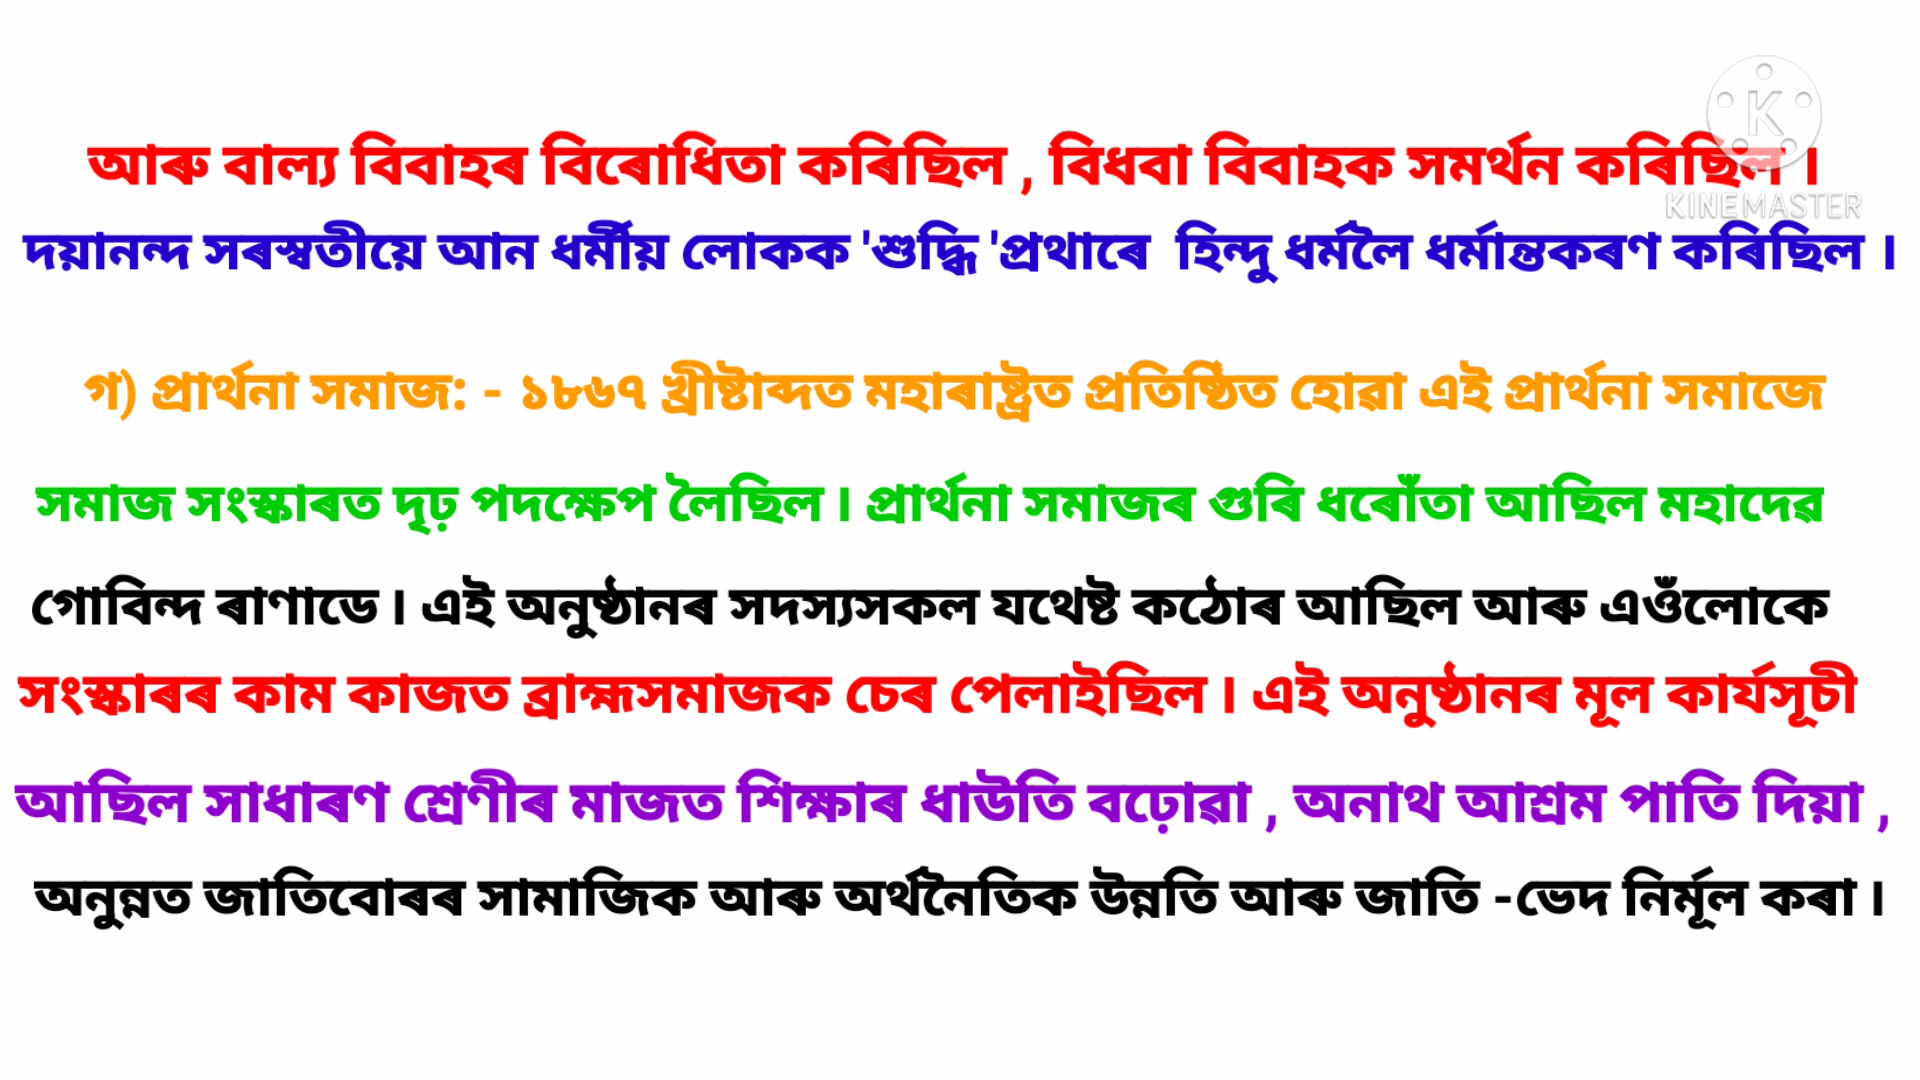 আৰু বাল্য বিবাহৰ বিৰোধিতা কৰিছিল , বিধবা বিবাহক সমৰ্থন কৰিছিল ।
KINEMASTER
দয়ানন্দ সৰস্বতীয়ে আন ধৰ্মীয় লোকক 'শুদ্ধি 'প্ৰথাৰে হিন্দু ধৰ্মলৈ ধৰ্মান্তকৰণ কৰিছিল ।
গ) প্ৰাৰ্থনা সমাজ: - ১৮৬৭ খ্ৰীষ্টাব্দত মহাৰাষ্ট্ৰত প্ৰতিষ্ঠিত হোৱা এই প্ৰাৰ্থনা সমাজে
সমাজ সংস্কাৰত দৃঢ় পদক্ষেপ লৈছিল । প্ৰাৰ্থনা সমাজৰ গুৰি ধৰোঁতা আছিল মহাদেৱ
গোবিন্দ ৰাণাডে । এই অনুষ্ঠানৰ সদস্যসকল যথেষ্ট কঠোৰ আছিল আৰু এওঁলোকে
সংস্কাৰৰ কাম কাজত ব্ৰাহ্মসমাজক চেৰ পেলাইছিল । এই অনুষ্ঠানৰ মূল কাৰ্যসূচী
আছিল সাধাৰণ শ্ৰেণীৰ মাজত শিক্ষাৰ ধাউতি বঢ়োৱা , অনাথ আশ্ৰম পাতি দিয়া ,
অনুন্নত জাতিবোৰৰ সামাজিক আৰু অৰ্থনৈতিক উন্নতি আৰু জাতি -ভেদ নিৰ্মূল কৰা ।